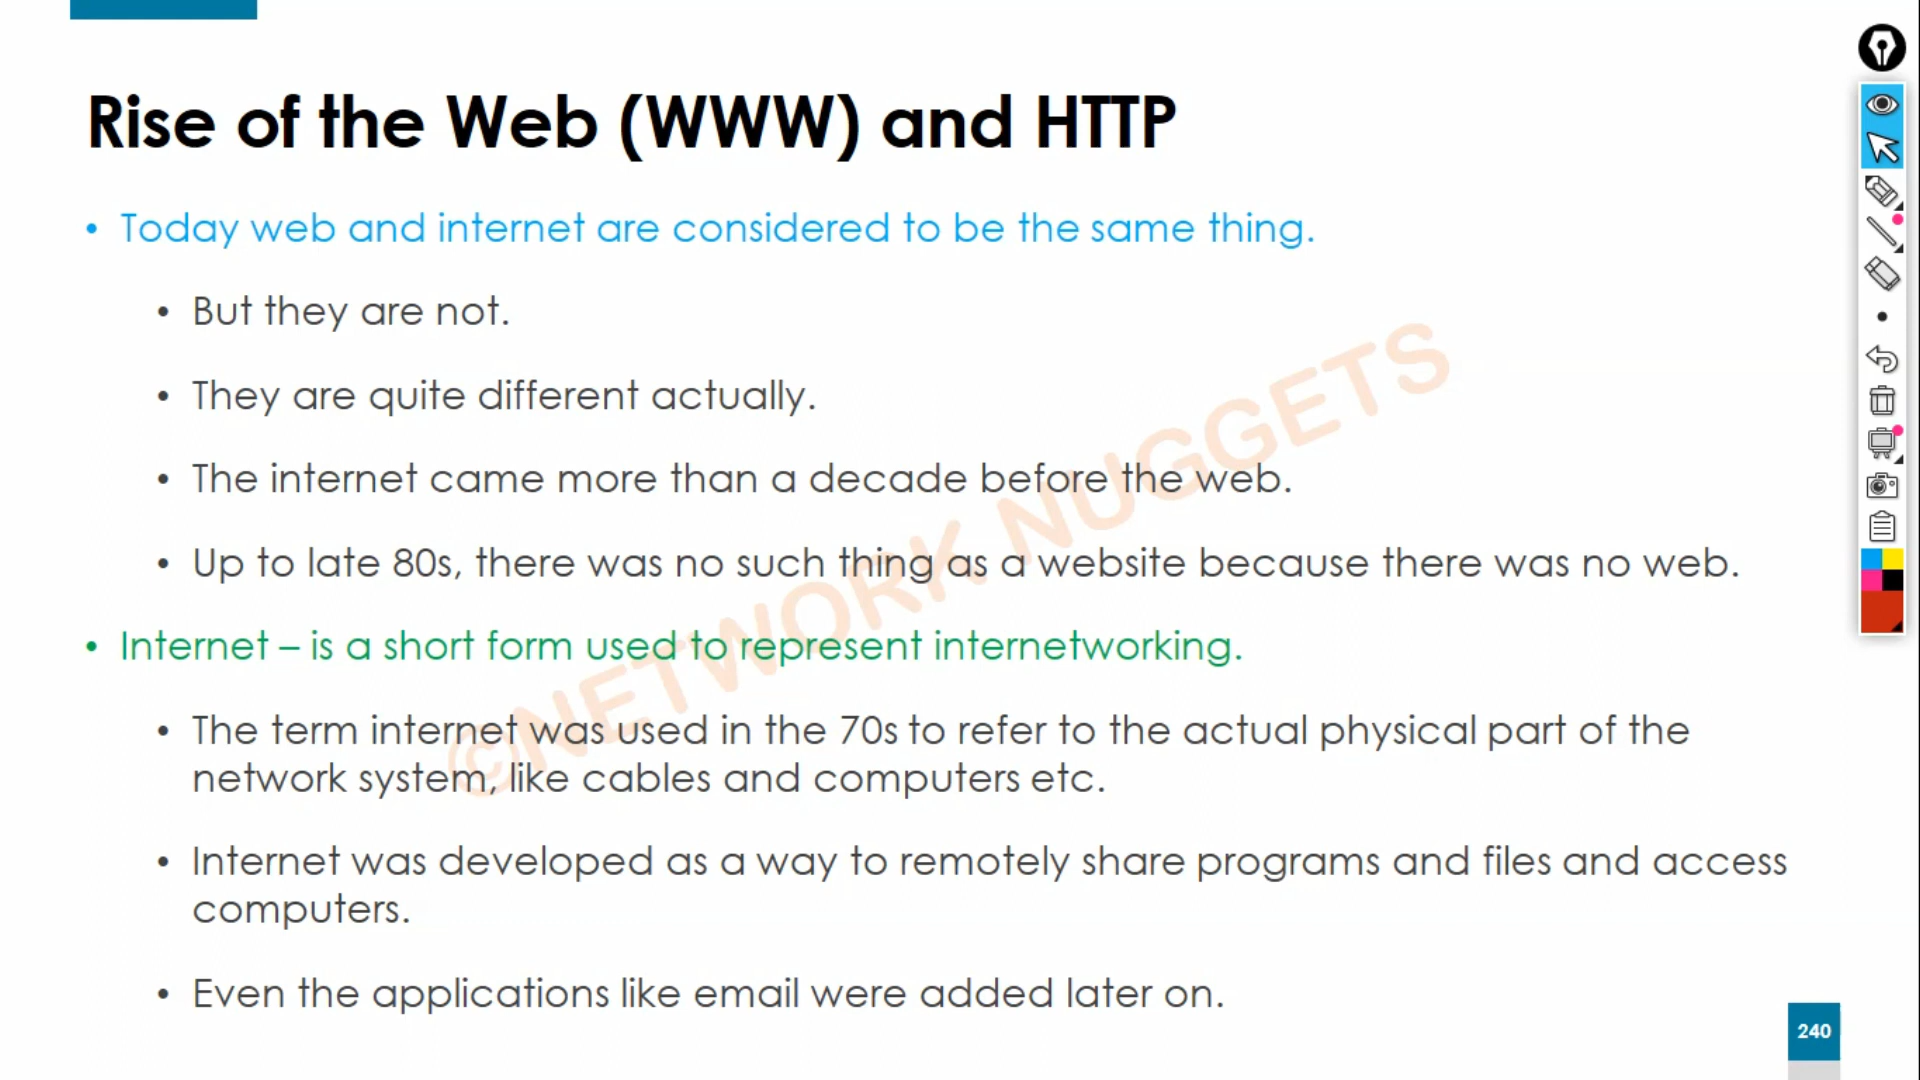 Rise of the Web (WWW) and HTTP
• Today web and internet are considered to be the same thing.
• But they are not.
• They are quite different actually.
• The internet came more than a decade before the web.
• Up to late 80s, there was no such thing as a website because there was no web.
• Internet – is a short form used to represent internetworking.
• The term internet was used in the 70s to refer to the actual physical part of the
network system, like cables and computers etc.
• Internet was developed as a way to remotely share programs and files and access
computers.
• Even the applications like email were added later on.
©NETWORK NUGGETS
240